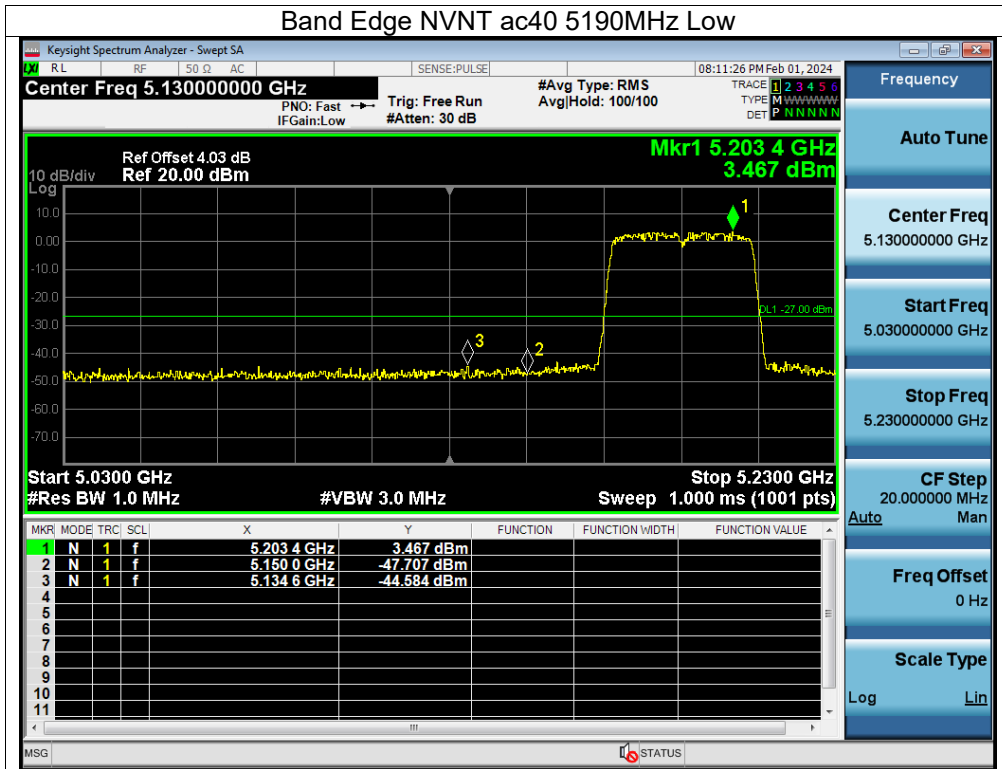 Band Edge NVNT ac40 5190MHz Low
Keysight Spectrum Analyzer - Swept SA
LXI RL RF 50 Ω AC SENSE:PULSE 08:11:26 PM Feb 01, 2024
Center Freq 5.130000000 GHz
PNO: Fast
IFGain:Low
Trig: Free Run
#Atten: 30 dB
#Avg Type: RMS
Avg|Hold: 100/100
TRACE 1 2 3 4 5 6
TYPE M WWWWW
DET P N N N N N
Mkr1 5.203 4 GHz
3.467 dBm
Ref Offset 4.03 dB
10 dB/div Ref 20.00 dBm
Log
10.0
0.00
-10.0
-20.0
-30.0
-40.0
-50.0
-60.0
-70.0
1
DL1 -27.00 dBm
3
2
Start 5.0300 GHz Stop 5.2300 GHz
#Res BW 1.0 MHz #VBW 3.0 MHz Sweep 1.000 ms (1001 pts)
MKR MODE TRC SCL X Y FUNCTION FUNCTION WIDTH FUNCTION VALUE
1 N 1 f 5.203 4 GHz 3.467 dBm
2 N 1 f 5.150 0 GHz -47.707 dBm
3 N 1 f 5.134 6 GHz -44.584 dBm
4
5
6
7
8
9
10
11
MSG STATUS
Frequency
Auto Tune
Center Freq
5.130000000 GHz
Start Freq
5.030000000 GHz
Stop Freq
5.230000000 GHz
CF Step
20.000000 MHz
Auto Man
Freq Offset
0 Hz
Scale Type
Log Lin